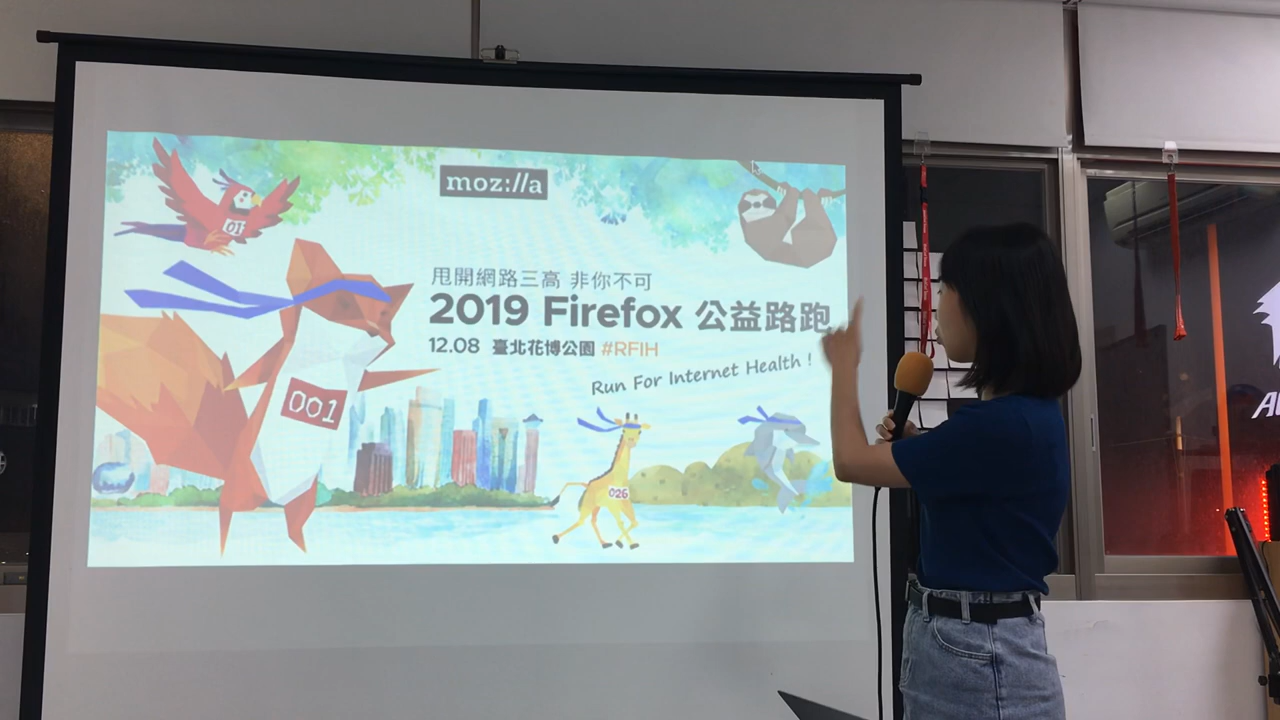 moz://a
017
甩開網路三高 非你不可
2019 Firefox 公益路跑
12.08 臺北花博公園 #RFIH
Run For Internet Health !
001
026